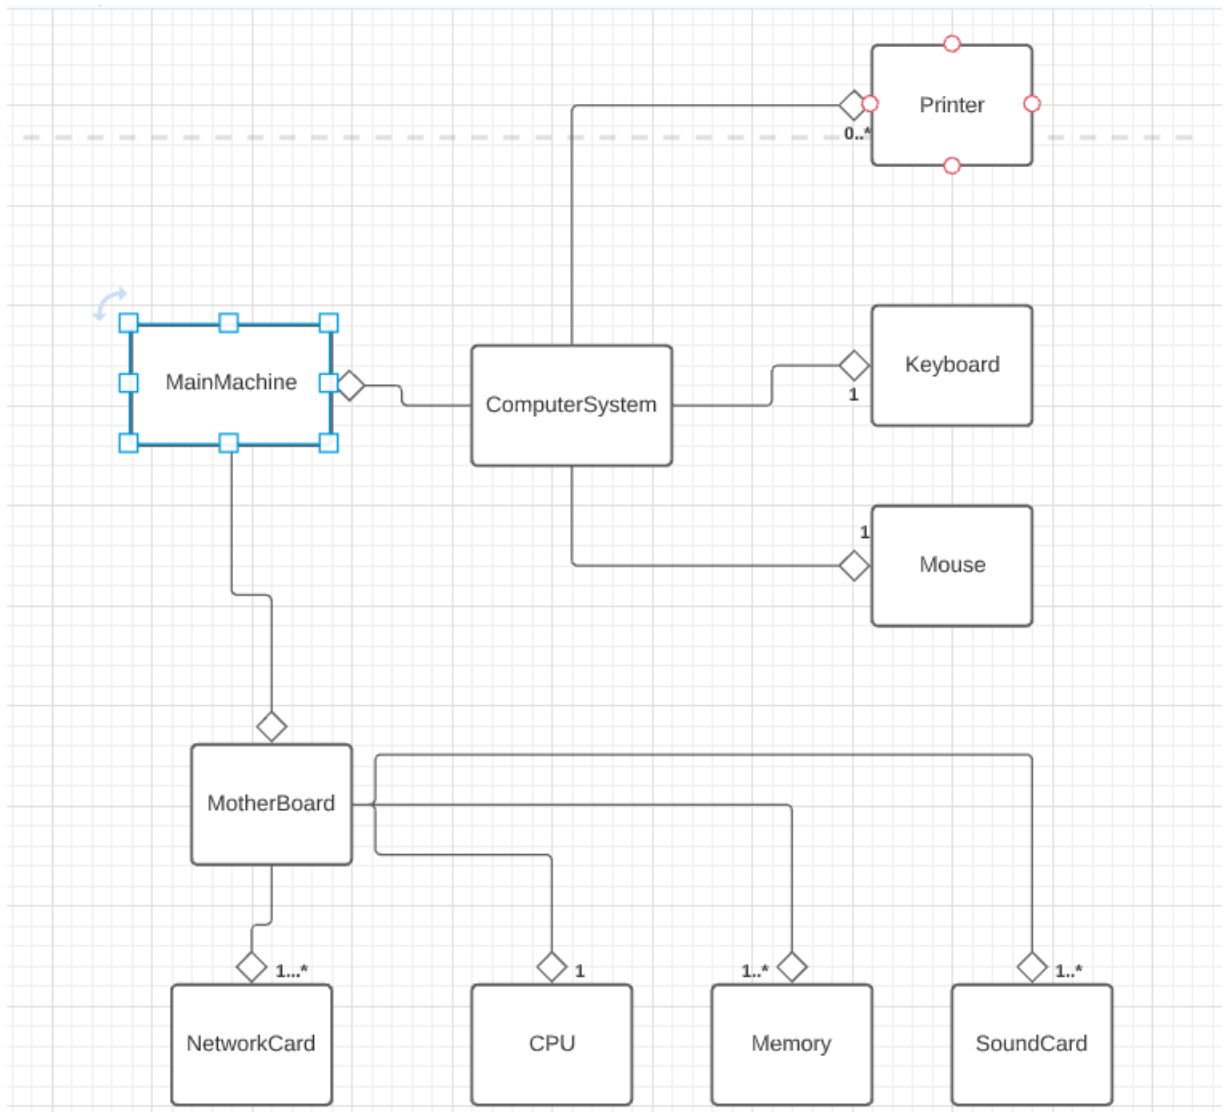 Printer
0..*
MainMachine
ComputerSystem
Keyboard
1
1
Mouse
MotherBoard
1...*
1
1..*
1..*
NetworkCard
CPU
Memory
SoundCard